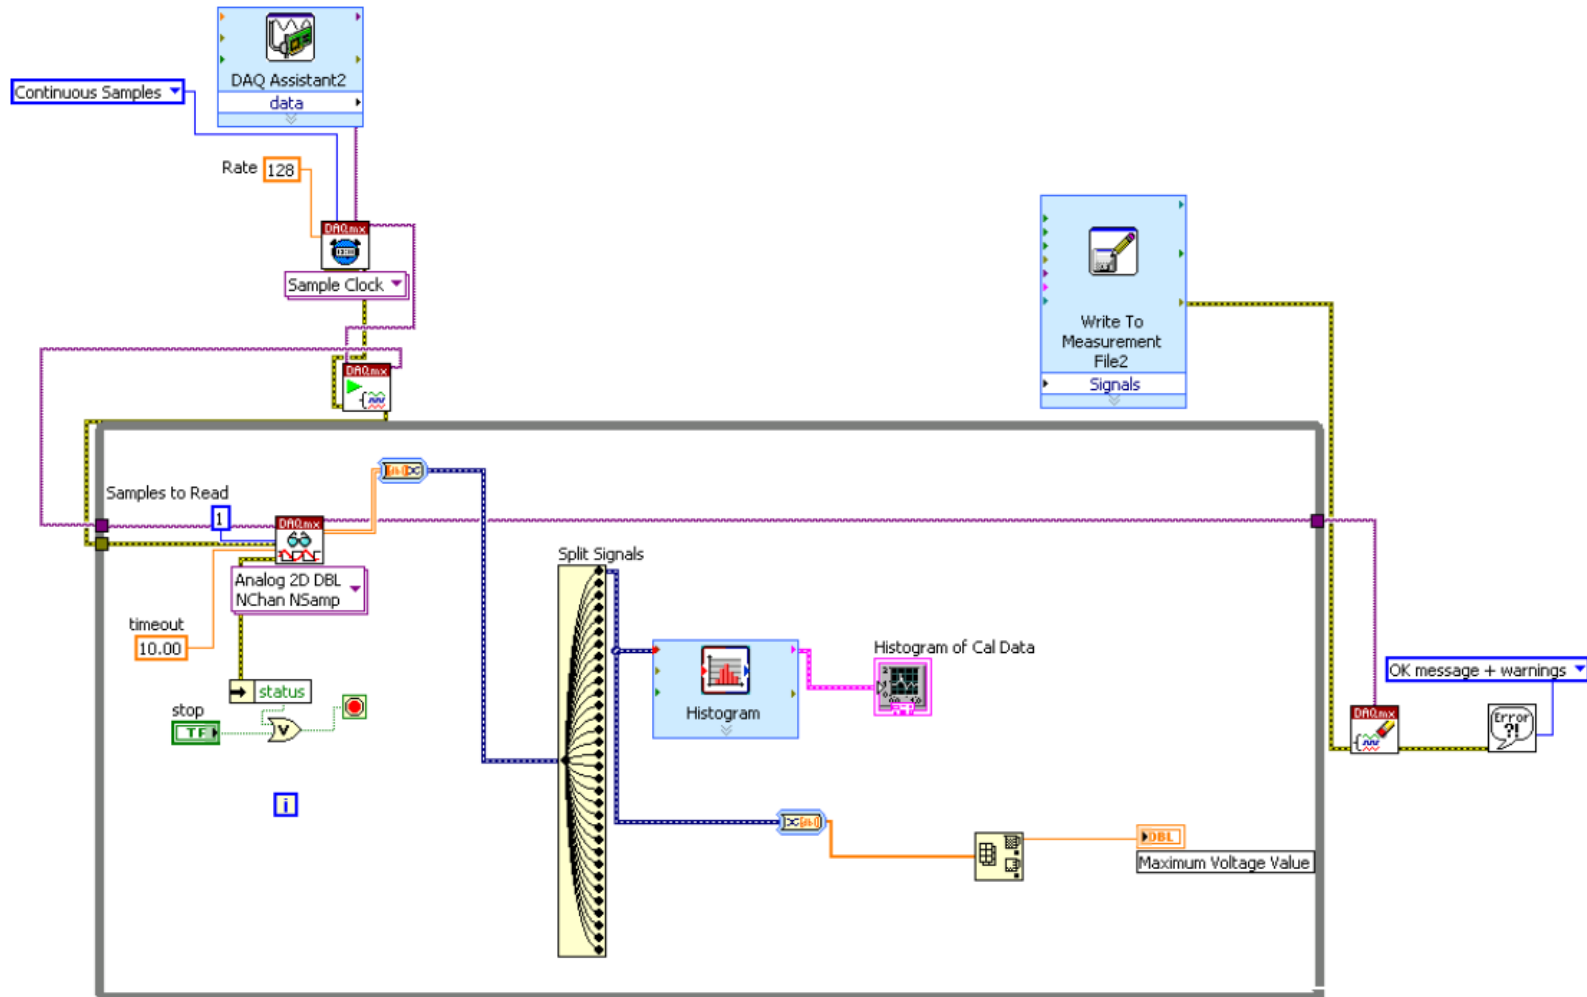 DAQ Assistant2
data
Continuous Samples
Rate 128
DAQmx
Sample Clock
DAQmx
Write To
Measurement
File2
Signals
Samples to Read
1
DAQmx
Analog 2D DBL
NChan NSamp
timeout
10.00
status
stop
TF
V
i
Split Signals
Histogram
Histogram of Cal Data
DBL
Maximum Voltage Value
OK message + warnings
DAQmx
Error
?!